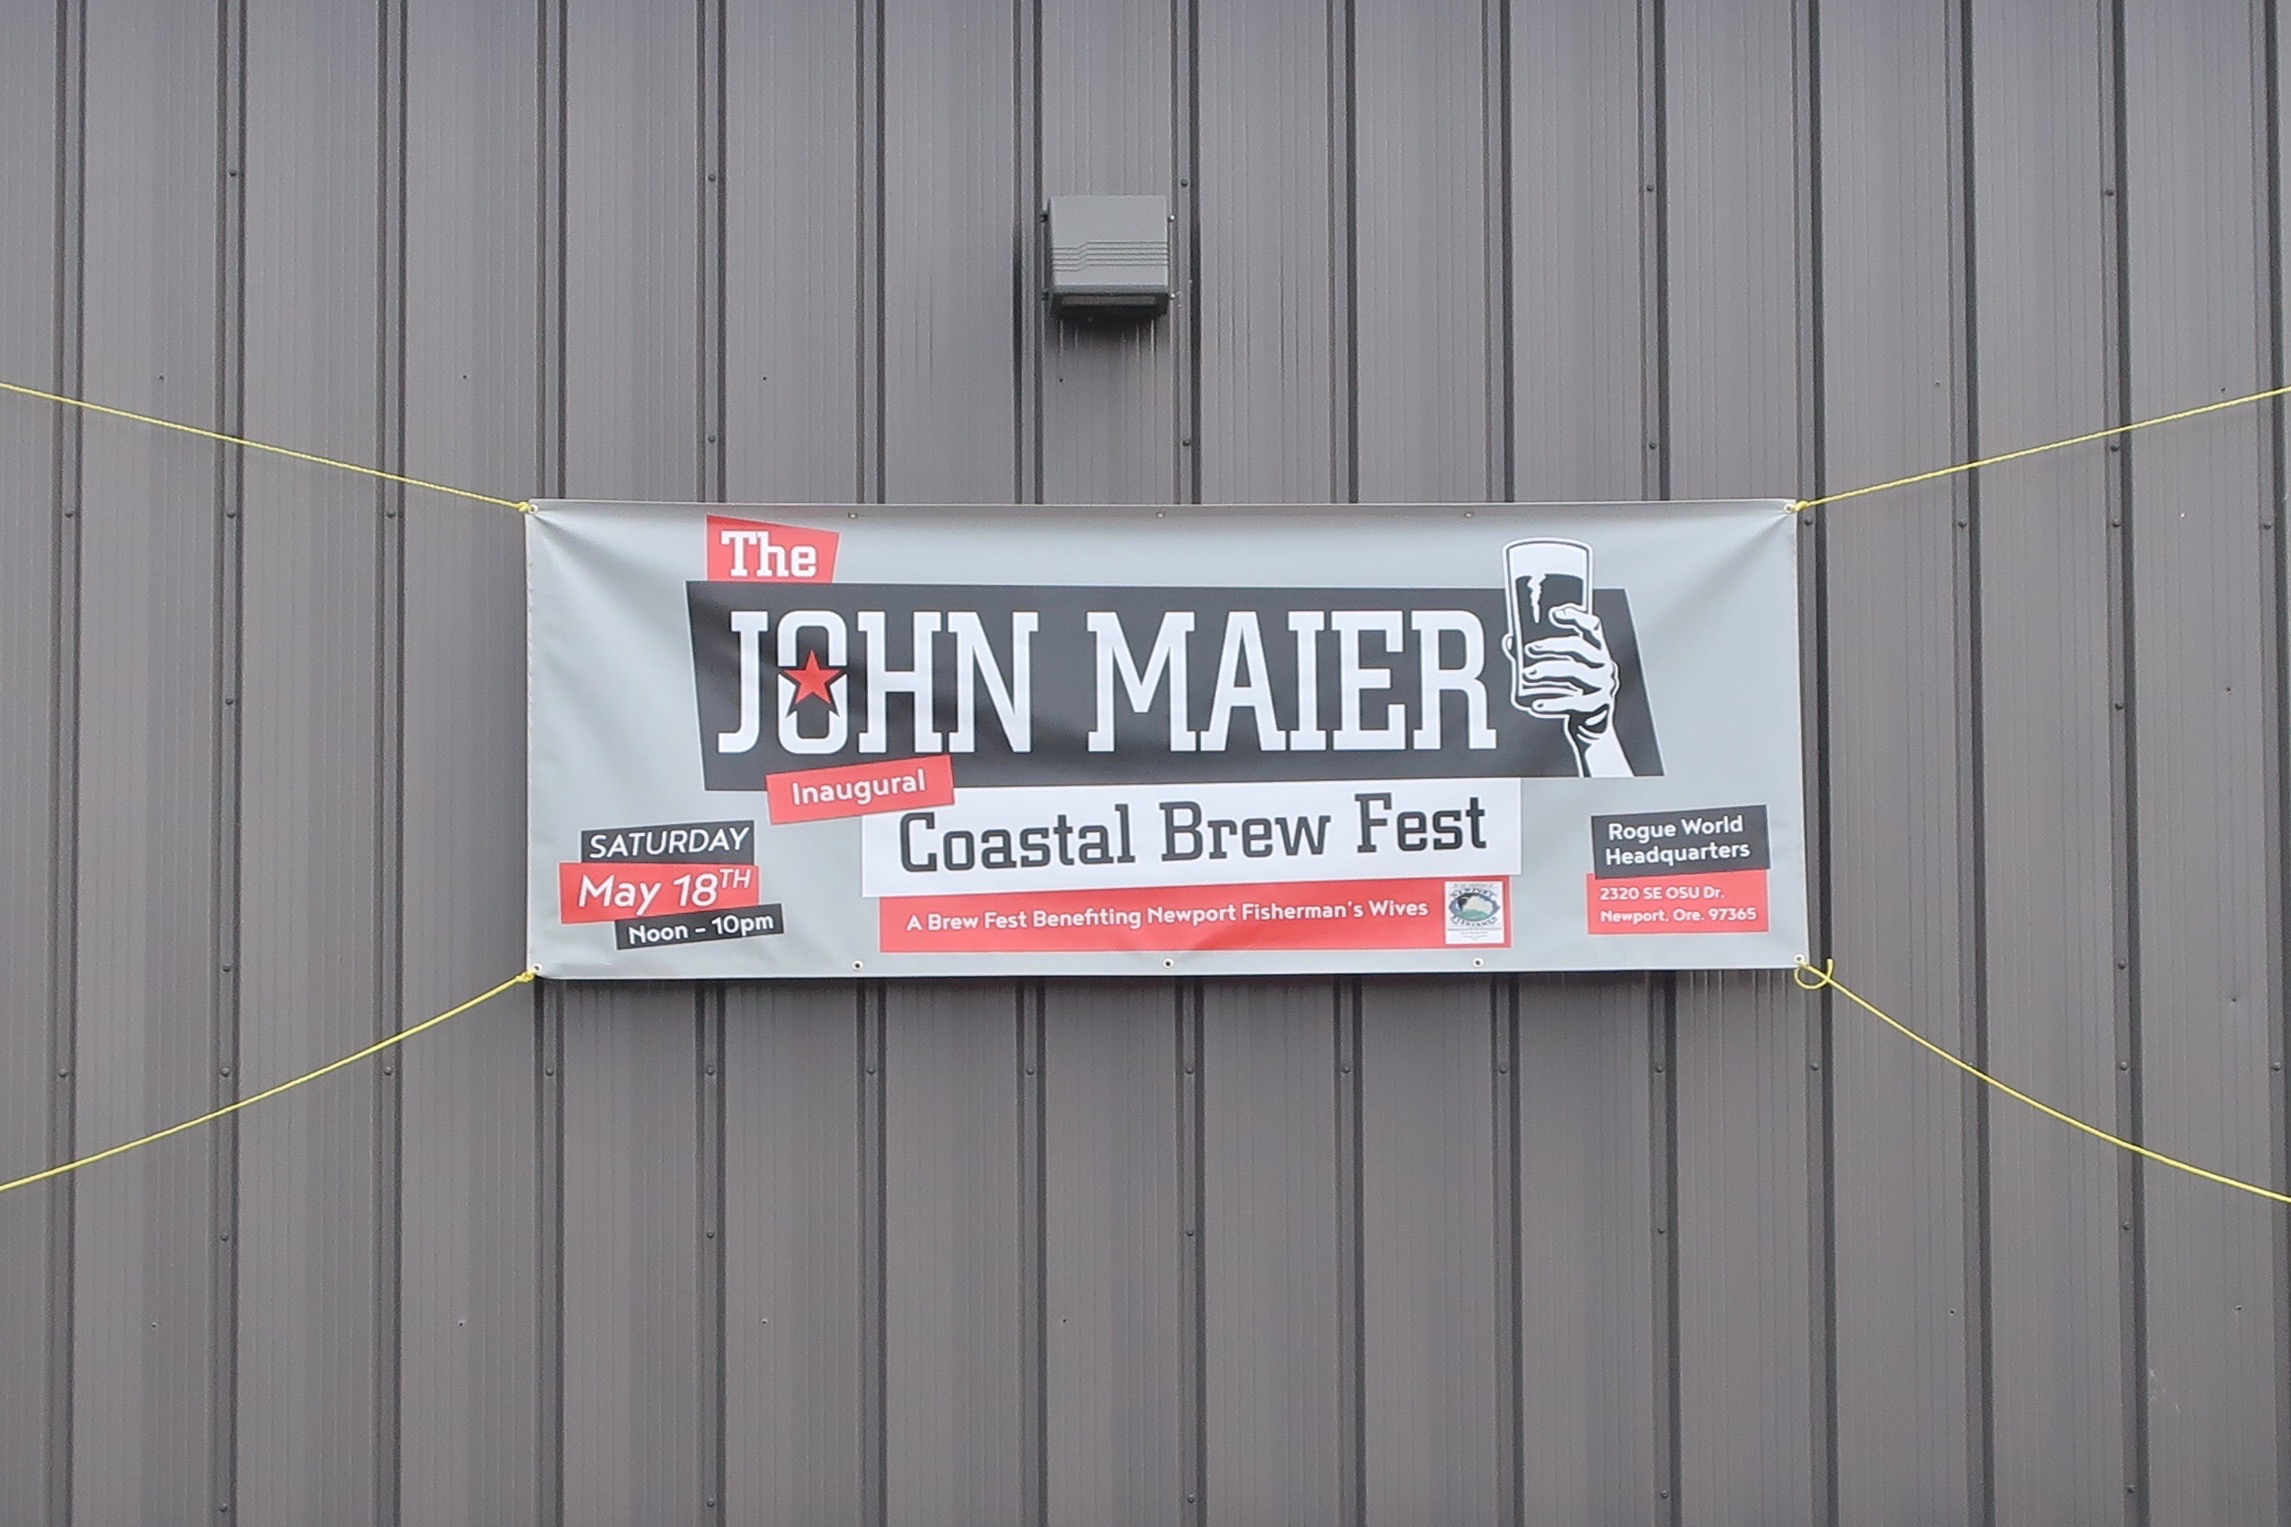 The
JOHN MAIER
Inaugural
Coastal Brew Fest
SATURDAY
May 18TH
Noon - 10pm
A Brew Fest Benefiting Newport Fisherman's Wives
Rogue World
Headquarters
2320 SE OSU Dr.
Newport, Ore. 97365